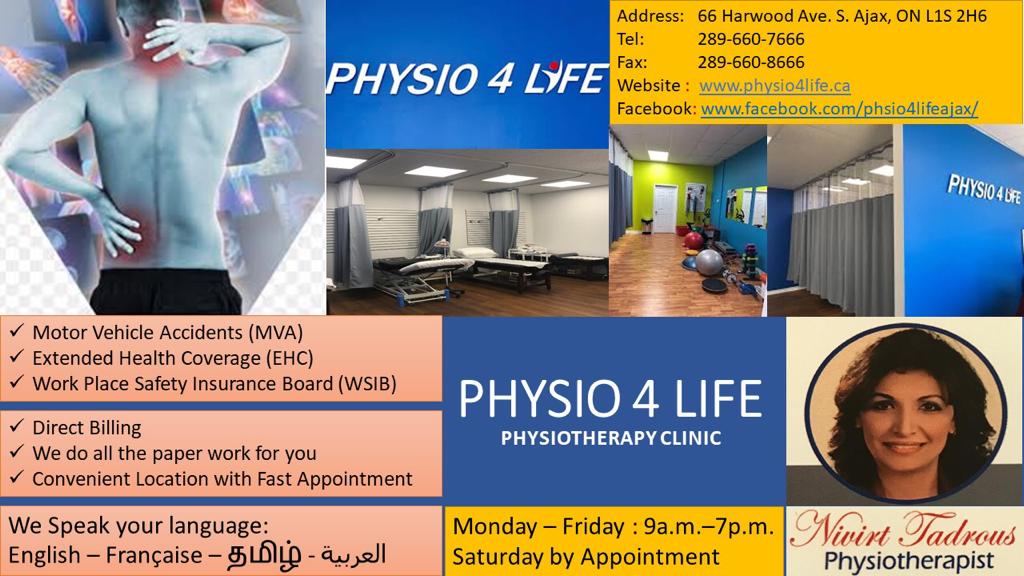 PHYSIO 4 LIFE
Address: 66 Harwood Ave. S. Ajax, ON L1S 2H6
Tel: 289-660-7666
Fax: 289-660-8666
Website : www.physio4life.ca
Facebook: www.facebook.com/phsio4lifeajax/
PHYSIO 4 LIFE
✓ Motor Vehicle Accidents (MVA)
✓ Extended Health Coverage (EHC)
✓ Work Place Safety Insurance Board (WSIB)
✓ Direct Billing
✓ We do all the paper work for you
✓ Convenient Location with Fast Appointment
PHYSIO 4 LIFE
PHYSIOTHERAPY CLINIC
We Speak your language:
English – Française – தமிழ் - العربية
Monday – Friday : 9a.m.–7p.m.
Saturday by Appointment
Nivirt Tadrous
Physiotherapist